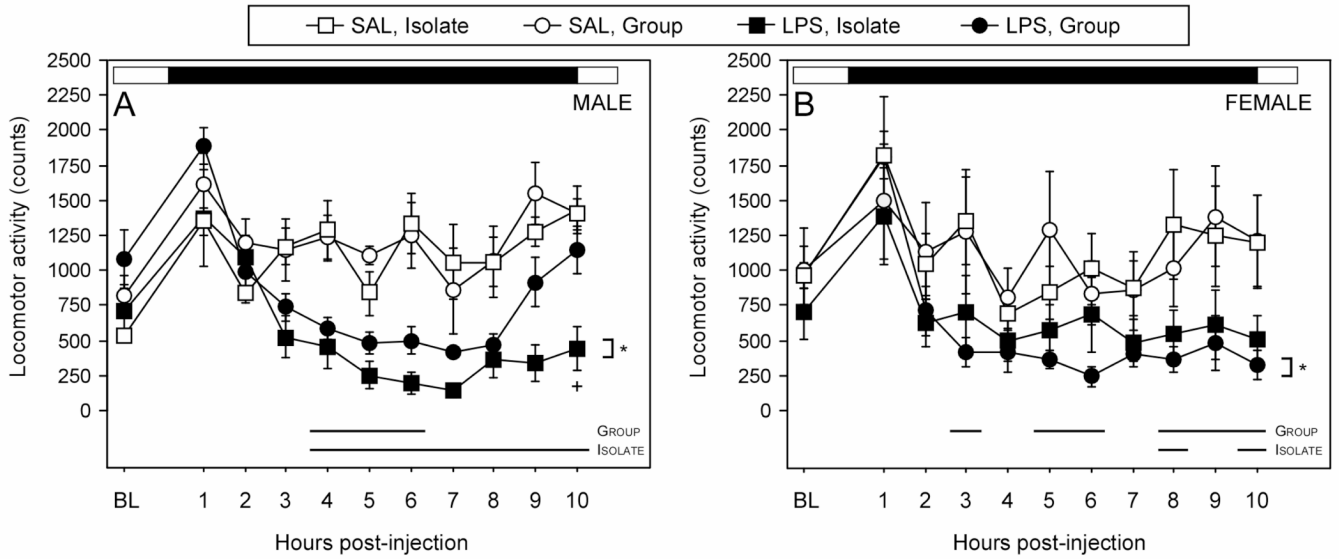 SAL, Isolate SAL, Group LPS, Isolate LPS, Group
A MALE
Locomotor activity (counts)
2500
2250
2000
1750
1500
1250
1000
750
500
250
0
*
+
GROUP
ISOLATE
BL 1 2 3 4 5 6 7 8 9 10
Hours post-injection
B FEMALE
Locomotor activity (counts)
2500
2250
2000
1750
1500
1250
1000
750
500
250
0
*
GROUP
ISOLATE
BL 1 2 3 4 5 6 7 8 9 10
Hours post-injection